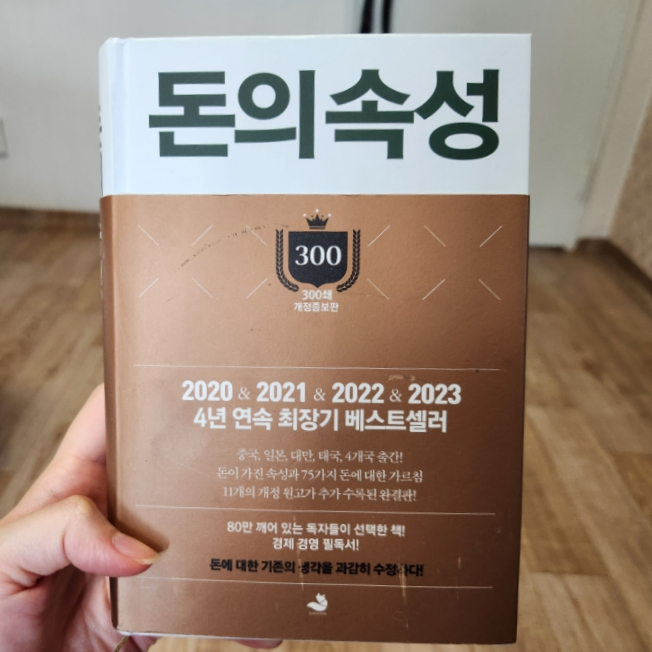 돈의 속성
300
300쇄
개정증보판
2020 & 2021 & 2022 & 2023
4년 연속 최장기 베스트셀러
중국, 일본, 대만, 태국, 4개국 출간!
돈이 가진 속성과 75가지 돈에 대한 가르침
11개의 개정 원고가 추가 수록된 완결판!
80만 깨어 있는 독자들이 선택한 책!
경제 경영 필독서!
돈에 대한 기존의 생각을 과감히 수정하다!